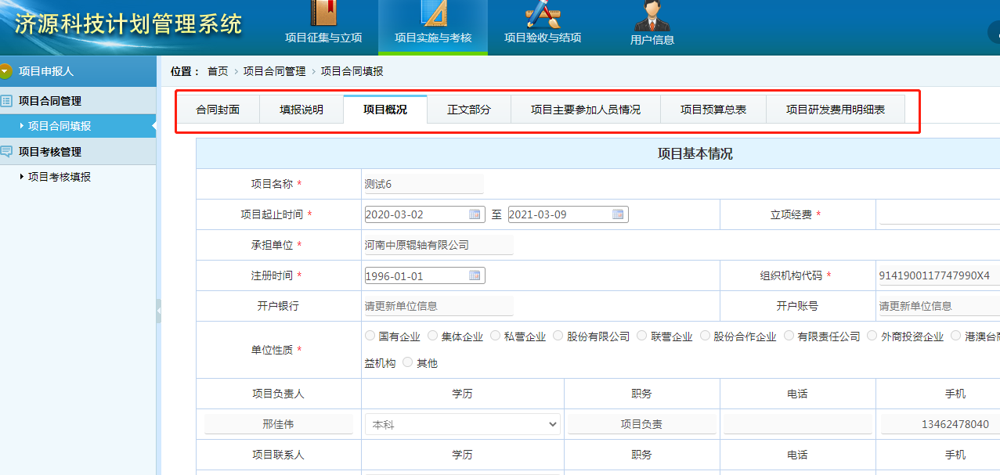 济源科技计划管理系统
项目征集与立项 项目实施与考核 项目验收与结项 用户信息
项目申报人
位置： 首页 › 项目合同管理 › 项目合同填报
项目合同管理
项目合同填报
项目考核管理
项目考核填报
合同封面 填报说明 项目概况 正文部分 项目主要参加人员情况 项目预算总表 项目研发费用明细表
项目基本情况
项目名称 * 测试6
项目起止时间 * 2020-03-02 至 2021-03-09 立项经费 *
承担单位 * 河南中原辊轴有限公司
注册时间 * 1996-01-01 组织机构代码 * 9141900117747990X4
开户银行 请更新单位信息 开户账号 请更新单位信息
单位性质 * 国有企业 集体企业 私营企业 股份有限公司 联营企业 股份合作企业 有限责任公司 外商投资企业 港澳台商
益机构 其他
项目负责人 学历 职务 电话 手机
邢佳伟 本科 项目负责 13462478040
项目联系人 学历 职务 电话 手机